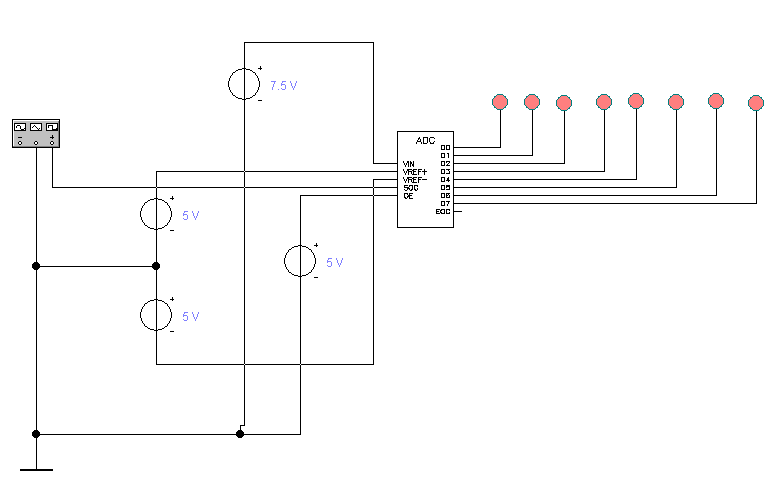 +
7.5 V
-
ADC
D0
D1
VIN D2
VREF+ D3
VREF- D4
SOC D5
OE D6
D7
EOC
- +
+
5 V
-
+
5 V
-
+
5 V
-